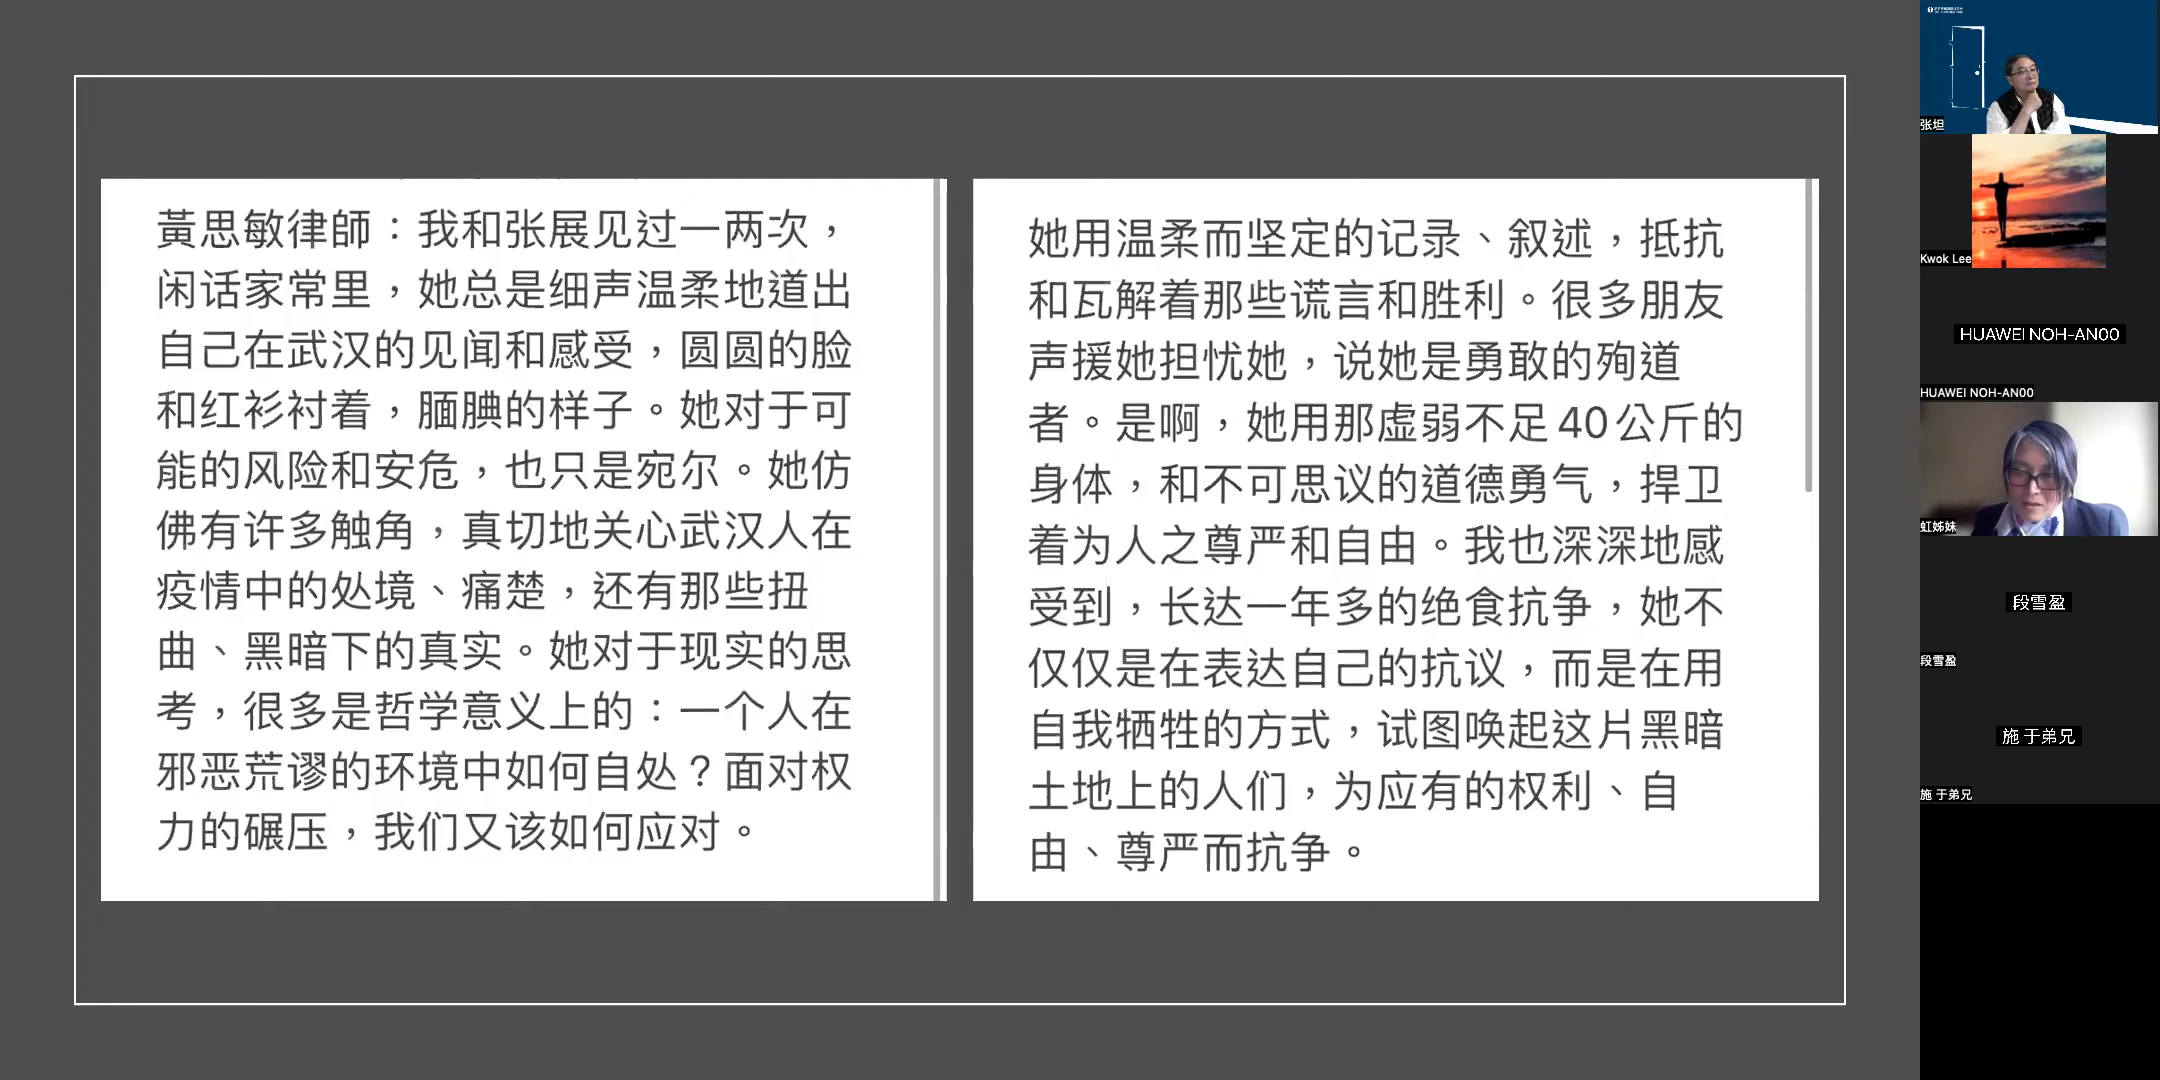 黃思敏律師：我和张展见过一两次，
闲话家常里，她总是细声温柔地道出
自己在武汉的见闻和感受，圆圆的脸
和红衫衬着，腼腆的样子。她对于可
能的风险和安危，也只是宛尔。她仿
佛有许多触角，真切地关心武汉人在
疫情中的处境、痛楚，还有那些扭
曲、黑暗下的真实。她对于现实的思
考，很多是哲学意义上的：一个人在
邪恶荒谬的环境中如何自处？面对权
力的碾压，我们又该如何应对。
她用温柔而坚定的记录、叙述，抵抗
和瓦解着那些谎言和胜利。很多朋友
声援她担忧她，说她是勇敢的殉道
者。是啊，她用那虚弱不足40公斤的
身体，和不可思议的道德勇气，捍卫
着为人之尊严和自由。我也深深地感
受到，长达一年多的绝食抗争，她不
仅仅是在表达自己的抗议，而是在用
自我牺牲的方式，试图唤起这片黑暗
土地上的人们，为应有的权利、自
由、尊严而抗争。
张坦
Kwok Lee
HUAWEI NOH-AN00
HUAWEI NOH-AN00
虹姊妹
段雪盈
段雪盈
施 于弟兄
施 于弟兄